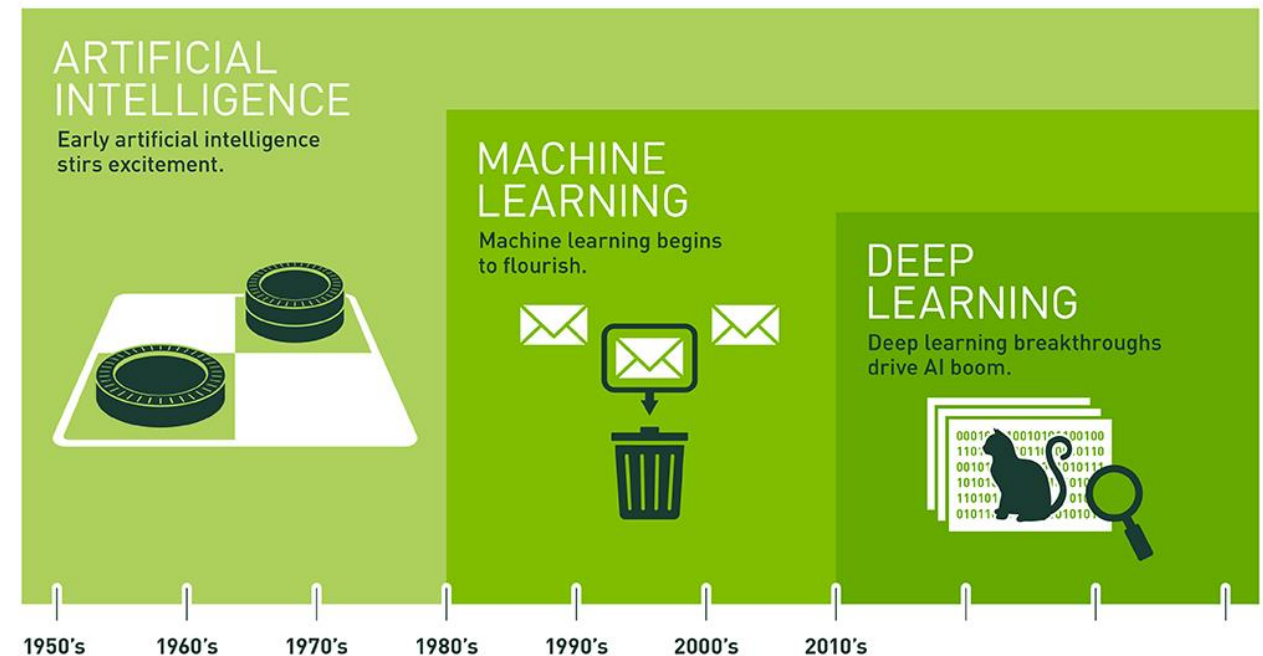 ARTIFICIAL
INTELLIGENCE
Early artificial intelligence
stirs excitement.
MACHINE
LEARNING
Machine learning begins
to flourish.
DEEP
LEARNING
Deep learning breakthroughs
drive AI boom.
1950's
1960's
1970's
1980's
1990's
2000's
2010's